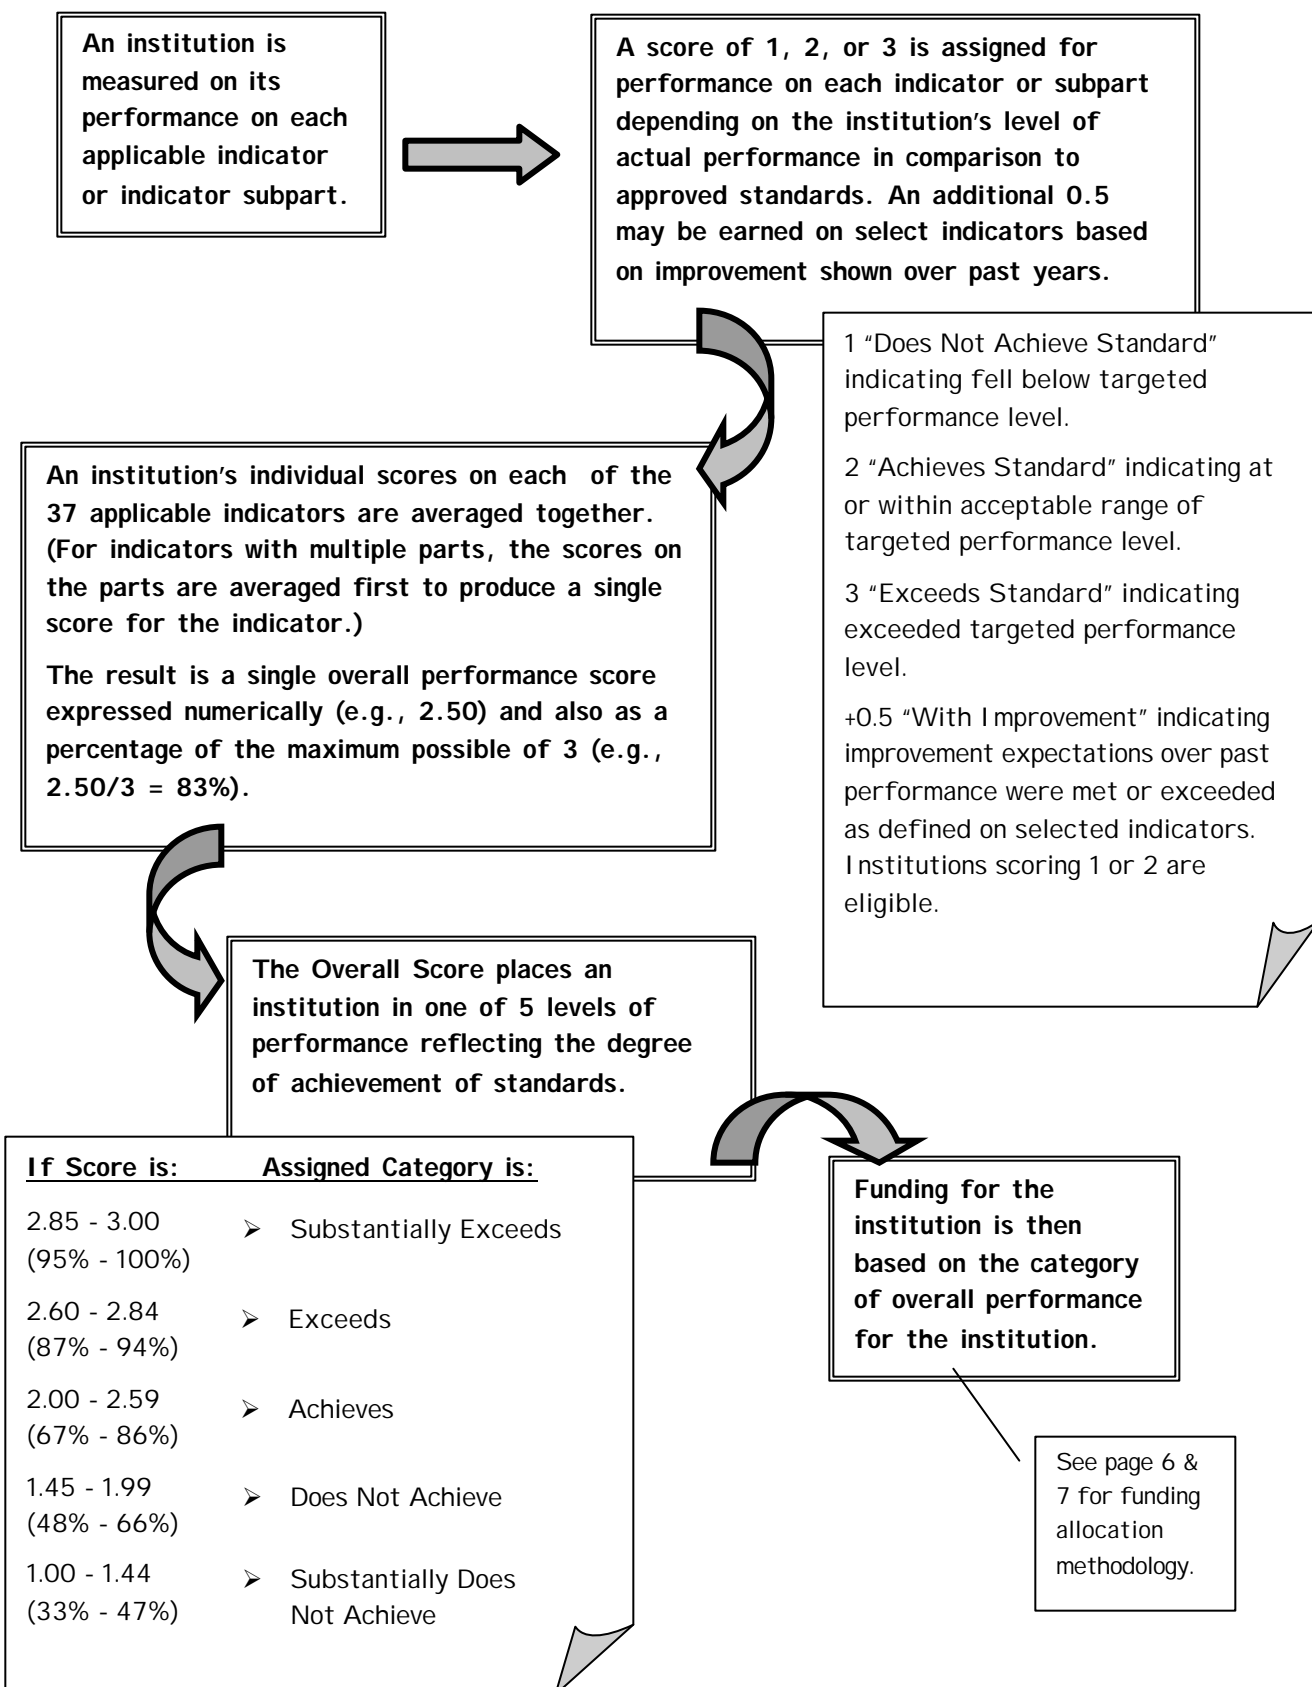 An institution is
measured on its
performance on each
applicable indicator
or indicator subpart.
A score of 1, 2, or 3 is assigned for
performance on each indicator or subpart
depending on the institution's level of
actual performance in comparison to
approved standards. An additional 0.5
may be earned on select indicators based
on improvement shown over past years.
1 “Does Not Achieve Standard”
indicating fell below targeted
performance level.
2 “Achieves Standard” indicating at
or within acceptable range of
targeted performance level.
3 “Exceeds Standard” indicating
exceeded targeted performance
level.
+0.5 “With Improvement” indicating
improvement expectations over past
performance were met or exceeded
as defined on selected indicators.
Institutions scoring 1 or 2 are
eligible.
An institution's individual scores on each of the
37 applicable indicators are averaged together.
(For indicators with multiple parts, the scores on
the parts are averaged first to produce a single
score for the indicator.)
The result is a single overall performance score
expressed numerically (e.g., 2.50) and also as a
percentage of the maximum possible of 3 (e.g.,
2.50/3 = 83%).
The Overall Score places an
institution in one of 5 levels of
performance reflecting the degree
of achievement of standards.
If Score is: Assigned Category is:
2.85 - 3.00
(95% - 100%)
➢ Substantially Exceeds
2.60 - 2.84
(87% - 94%)
➢ Exceeds
2.00 - 2.59
(67% - 86%)
➢ Achieves
1.45 - 1.99
(48% - 66%)
➢ Does Not Achieve
1.00 - 1.44
(33% - 47%)
➢ Substantially Does
Not Achieve
Funding for the
institution is then
based on the category
of overall performance
for the institution.
See page 6 &
7 for funding
allocation
methodology.